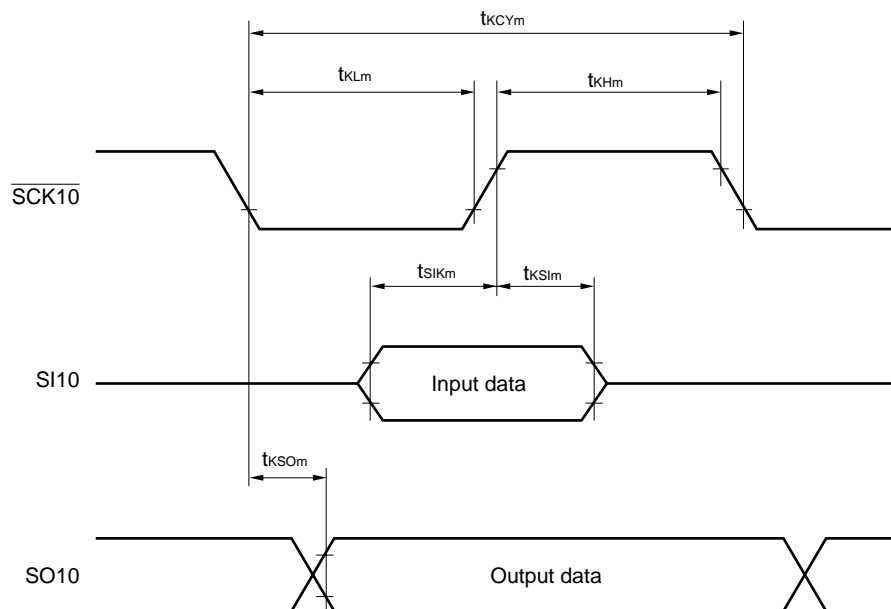 tKCYm
tKLm
tKHm
SCK10
tSIKm
tKSIm
SI10
Input data
tKSOm
SO10
Output data